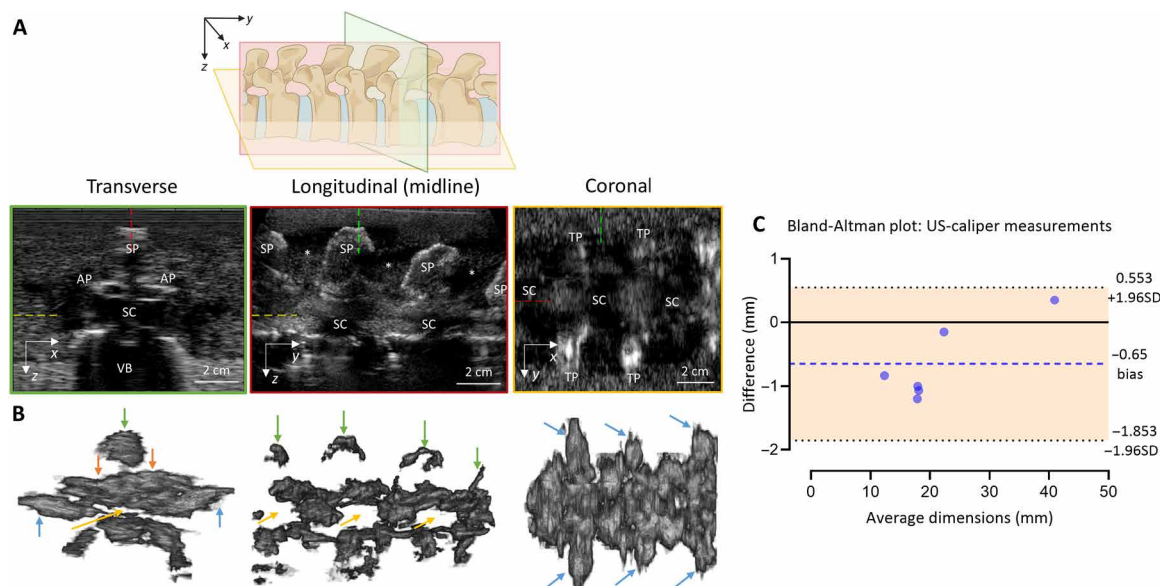 A
y
x
z
Transverse
Longitudinal (midline)
Coronal
SP
AP
AP
SC
VB
x
z
2 cm
SP
SP
SP
SP
*
*
*
SC
SC
y
z
2 cm
TP
TP
SC
SC
SC
x
y
TP
TP
2 cm
B
C
Bland-Altman plot: US-caliper measurements
Difference (mm)
1
0
−1
−2
0.553
+1.96SD
−0.65
bias
−1.853
−1.96SD
0 10 20 30 40 50
Average dimensions (mm)